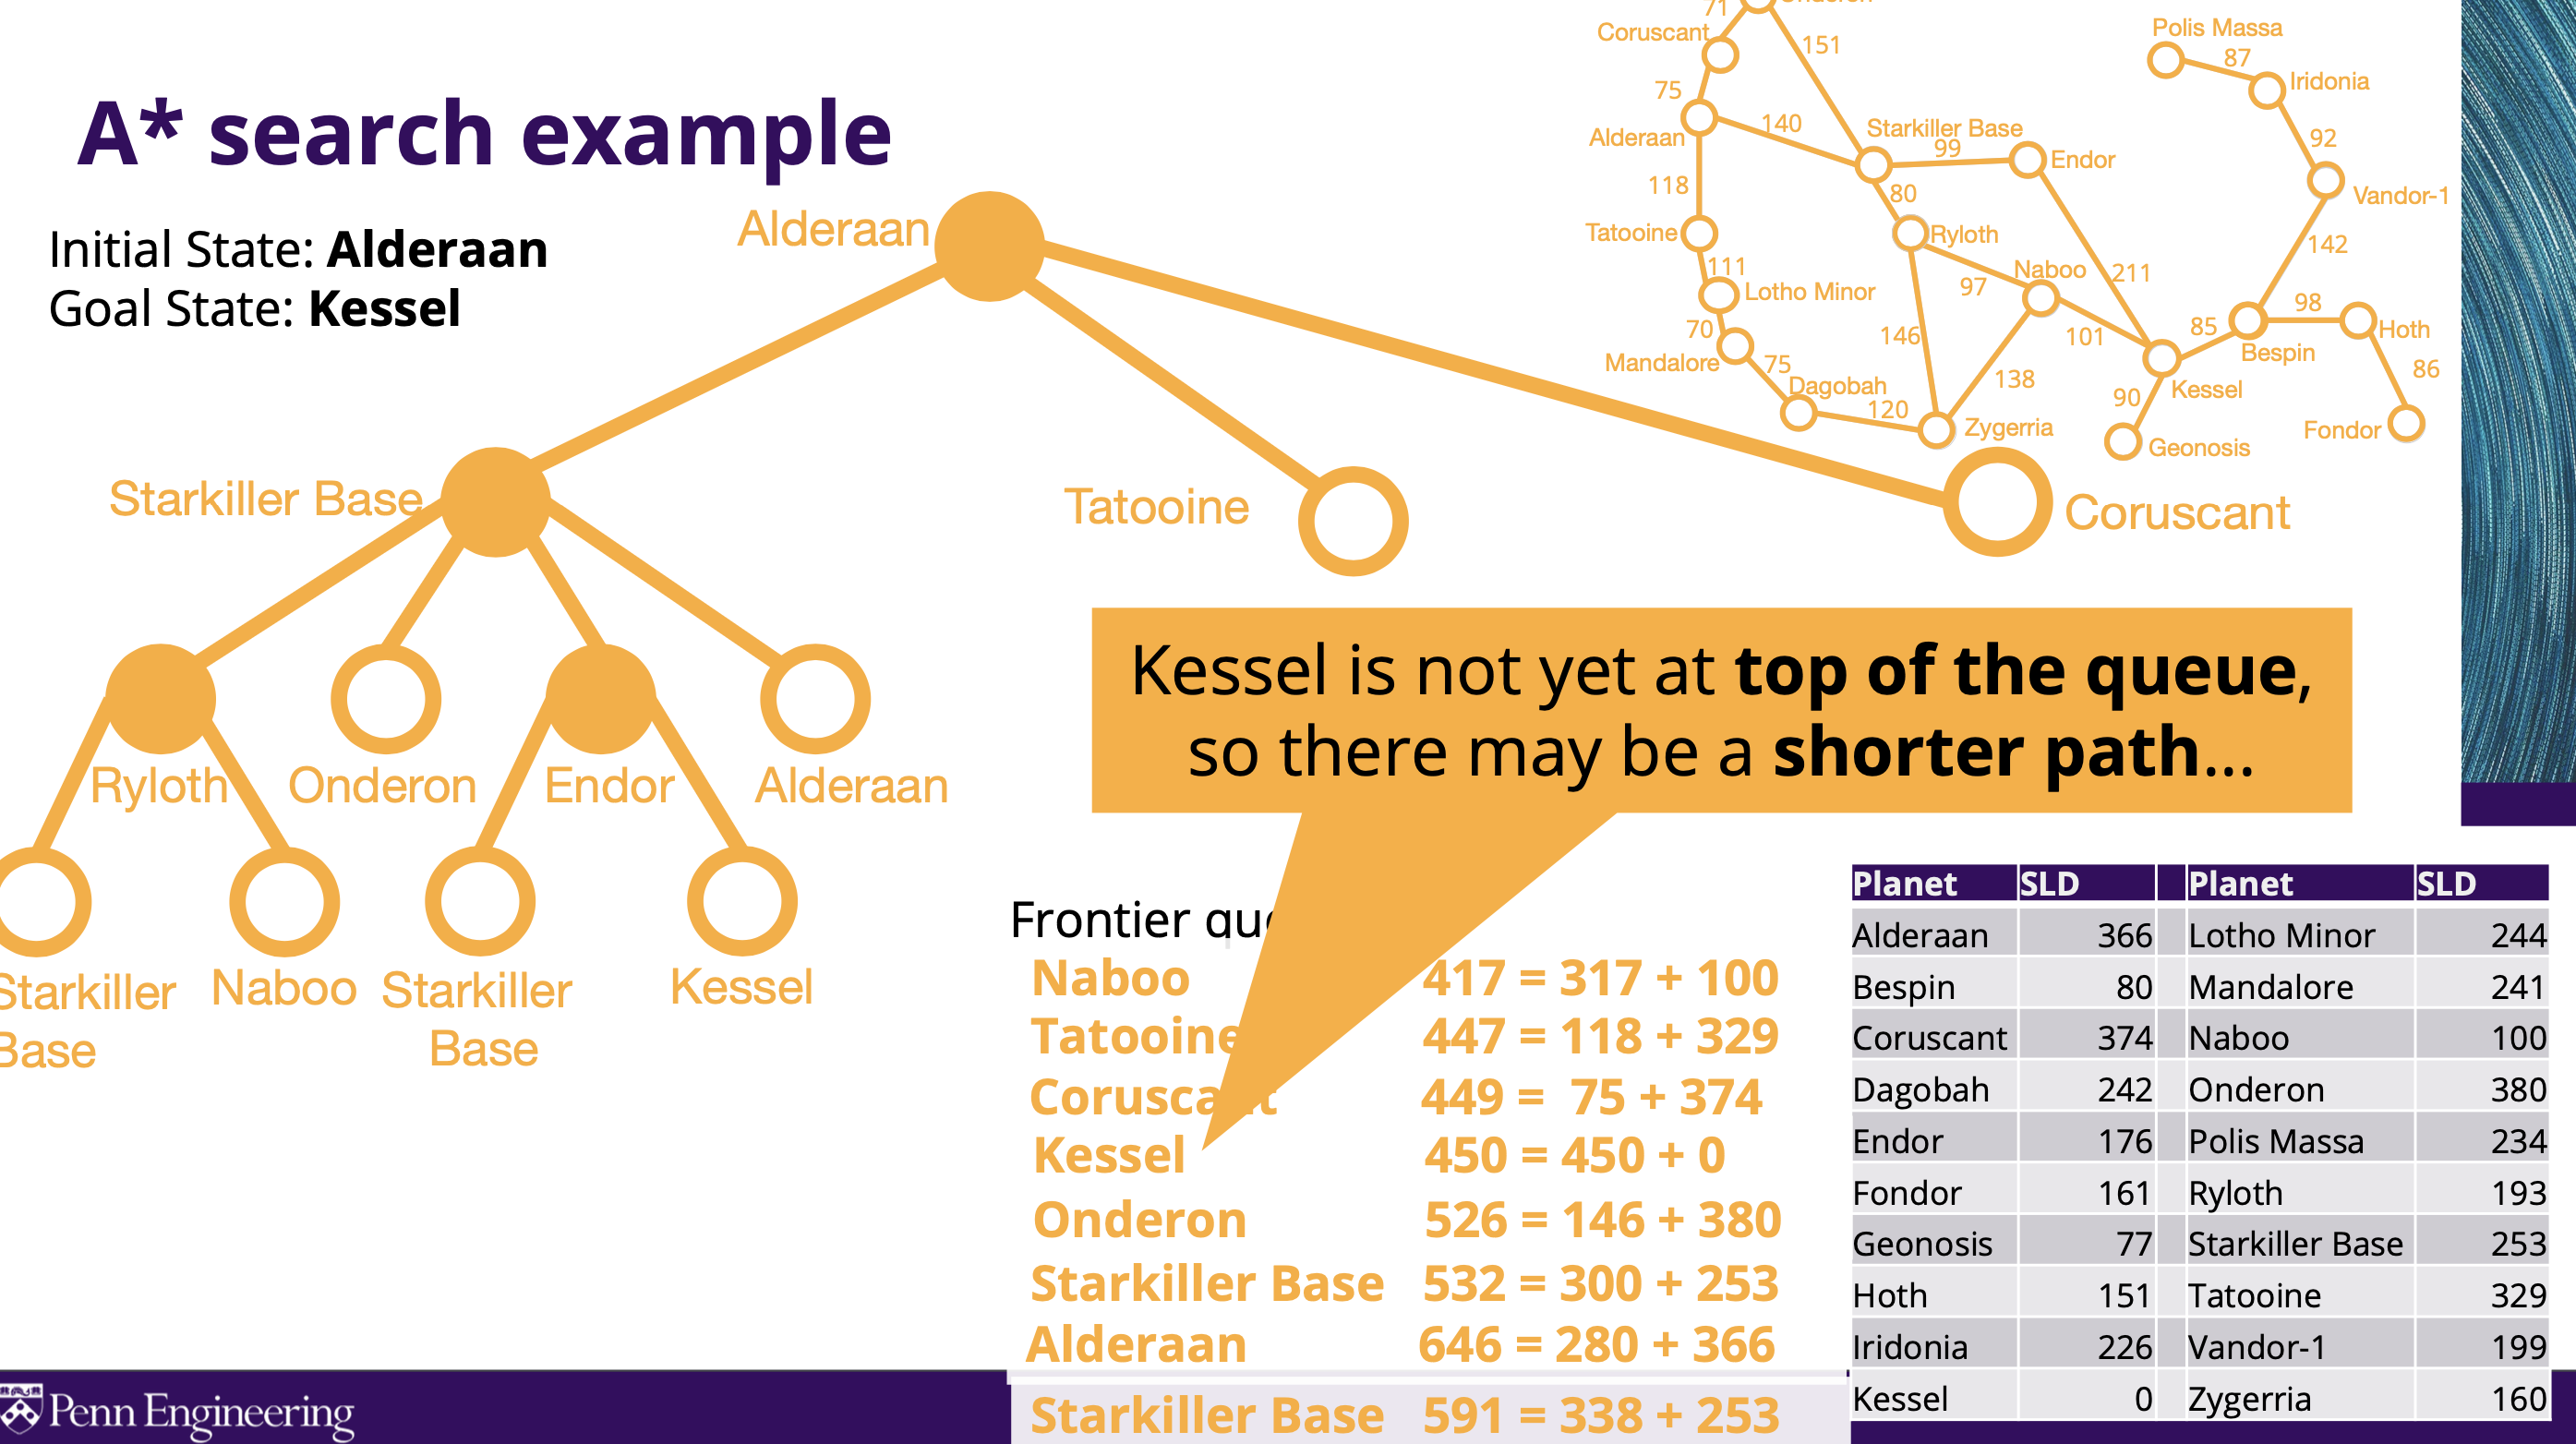 A* search example
Initial State: Alderaan
Goal State: Kessel
Alderaan
Starkiller Base
Tatooine
Coruscant
Ryloth
Onderon
Endor
Alderaan
Starkiller
Base
Naboo
Starkiller
Base
Kessel
71
Coruscant
151
75
Alderaan
140
Starkiller Base
99
Endor
118
80
Tatooine
Ryloth
111
Lotho Minor
97
Naboo
211
70
Mandalore
75
146
101
Dagobah
120
138
Zygerria
Polis Massa
87
Iridonia
92
Vandor-1
142
98
85
Hoth
Bespin
86
Kessel
90
Geonosis
Fondor
Kessel is not yet at top of the queue,
so there may be a shorter path...
Frontier
Naboo 417 = 317 + 100
Tatooine 447 = 118 + 329
Coruscant 449 = 75 + 374
Kessel 450 = 450 + 0
Onderon 526 = 146 + 380
Starkiller Base 532 = 300 + 253
Alderaan 646 = 280 + 366
Starkiller Base 591 = 338 + 253
Planet SLD Planet SLD
Alderaan 366 Lotho Minor 244
Bespin 80 Mandalore 241
Coruscant 374 Naboo 100
Dagobah 242 Onderon 380
Endor 176 Polis Massa 234
Fondor 161 Ryloth 193
Geonosis 77 Starkiller Base 253
Hoth 151 Tatooine 329
Iridonia 226 Vandor-1 199
Kessel 0 Zygerria 160
Penn Engineering